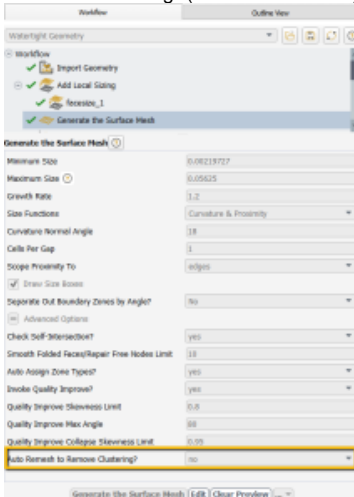 Workflow Outline View
Watertight Geometry
Workflow
Import Geometry
Add Local Sizing
facesize_1
Generate the Surface Mesh
Generate the Surface Mesh
Minimum Size 0.00219727
Maximum Size 0.05625
Growth Rate 1.2
Size Functions Curvature & Proximity
Curvature Normal Angle 18
Cells Per Gap 1
Scope Proximity To edges
Draw Size Boxes
Separate Out Boundary Zones by Angle? No
Advanced Options
Check Self-Intersection? yes
Smooth Folded Faces/Repair Free Nodes Limit 10
Auto Assign Zone Types? yes
Invoke Quality Improve? yes
Quality Improve Skewness Limit 0.8
Quality Improve Max Angle 80
Quality Improve Collapse Skewness Limit 0.99
Auto Remesh to Remove Clustering? no
Generate the Surface Mesh Edit Clear Preview ...